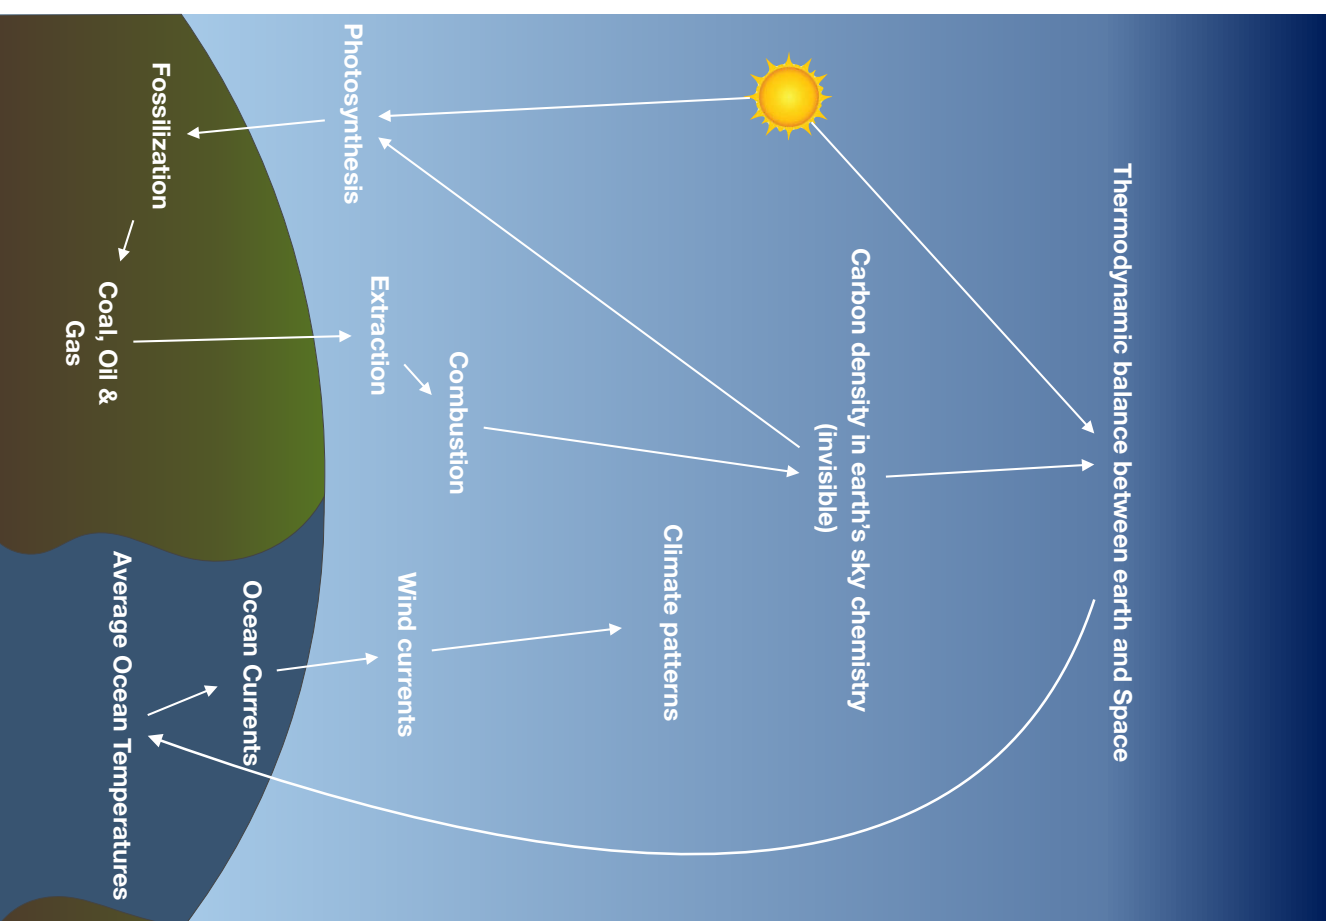 Thermodynamic balance between earth and Space
Carbon density in earth's sky chemistry
(invisible)
Climate patterns
Combustion
Wind currents
Extraction
Photosynthesis
Ocean Currents
Fossilization
Average Ocean Temperatures
Coal, Oil &
Gas